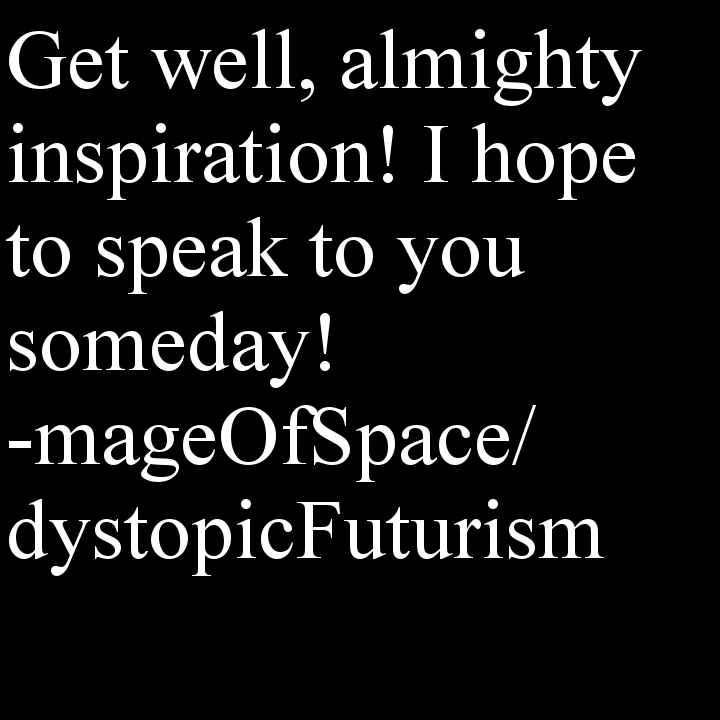 Get well, almighty
inspiration! I hope
to speak to you
someday!
-mageOfSpace/
dystopicFuturism